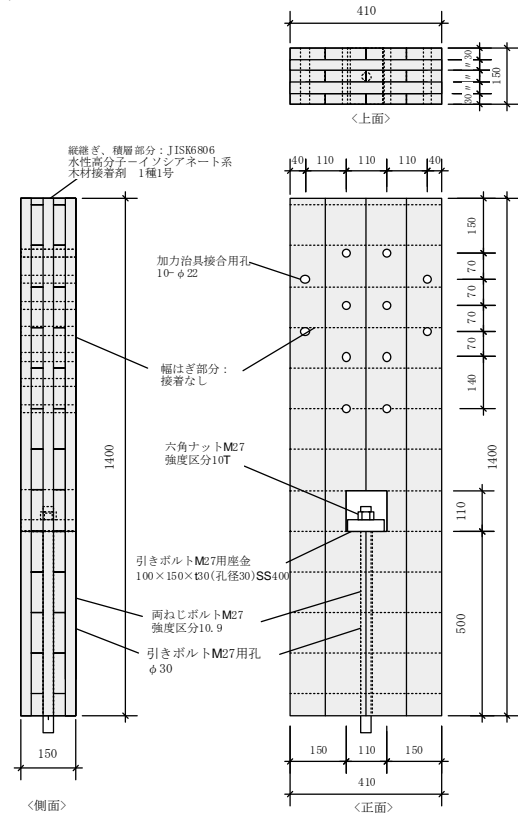 410
30
〃
〃
〃
30
150
<上面>
縦継ぎ、積層部分：JISK6806
水性高分子－イソシアネート系
木材接着剤　1種1号
40
110
110
110
40
加力治具接合用孔
10-φ22
150
70
70
70
140
幅はぎ部分：
接着なし
1400
1400
六角ナットM27
強度区分10T
110
引きボルトM27用座金
100×150×t30(孔径30)SS400
両ねじボルトM27
強度区分10.9
引きボルトM27用孔
φ30
500
150
150
110
150
410
<側面>
<正面>